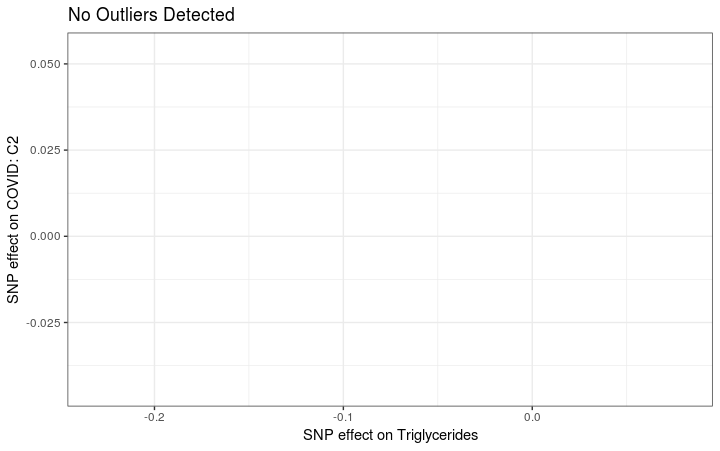 No Outliers Detected
SNP effect on COVID: C2
0.050
0.025
0.000
-0.025
-0.2
-0.1
0.0
SNP effect on Triglycerides